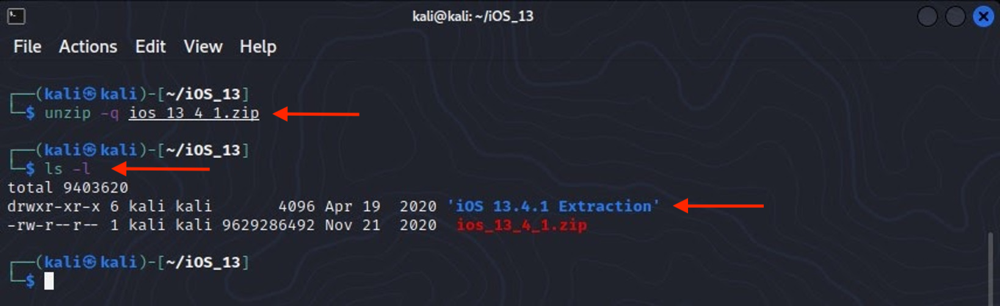 kali@kali: ~/iOS_13
File Actions Edit View Help
┌──(kali㉿kali)-[~/iOS_13]
└─$ unzip -q ios_13_4_1.zip
┌──(kali㉿kali)-[~/iOS_13]
└─$ ls -l
total 9403620
drwxr-xr-x 6 kali kali       4096 Apr 19  2020 'iOS 13.4.1 Extraction'
-rw-r--r-- 1 kali kali 9629286492 Nov 21  2020  ios_13_4_1.zip
┌──(kali㉿kali)-[~/iOS_13]
└─$